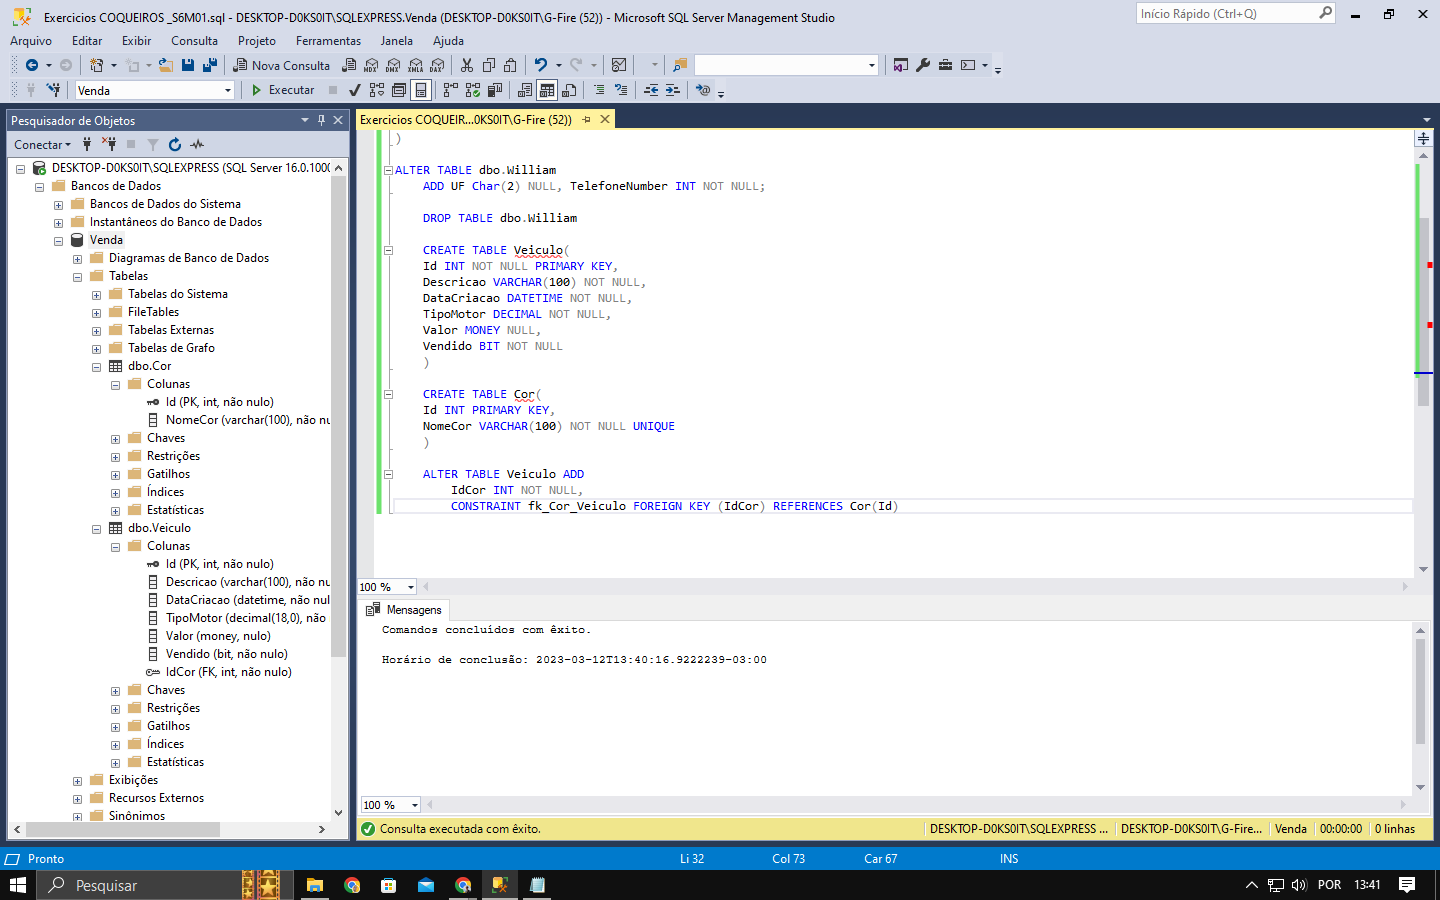 Exercicios COQUEIROS _S6M01.sql - DESKTOP-D0KS0IT\SQLEXPRESS.Venda (DESKTOP-D0KS0IT\G-Fire (52)) - Microsoft SQL Server Management Studio
Início Rápido (Ctrl+Q)
Arquivo Editar Exibir Consulta Projeto Ferramentas Janela Ajuda
Nova Consulta
MDX DMX XMLA DAX
Venda
Executar
Pesquisador de Objetos
Conectar
DESKTOP-D0KS0IT\SQLEXPRESS (SQL Server 16.0.100
Bancos de Dados
Bancos de Dados do Sistema
Instantâneos do Banco de Dados
Venda
Diagramas de Banco de Dados
Tabelas
Tabelas do Sistema
FileTables
Tabelas Externas
Tabelas de Grafo
dbo.Cor
Colunas
Id (PK, int, não nulo)
NomeCor (varchar(100), não nu
Chaves
Restrições
Gatilhos
Índices
Estatísticas
dbo.Veiculo
Colunas
Id (PK, int, não nulo)
Descricao (varchar(100), não nu
DataCriacao (datetime, não nul
TipoMotor (decimal(18,0), não
Valor (money, nulo)
Vendido (bit, não nulo)
IdCor (FK, int, não nulo)
Chaves
Restrições
Gatilhos
Índices
Estatísticas
Exibições
Recursos Externos
Sinônimos
Exercicios COQUEIR...0KS0IT\G-Fire (52))
)
ALTER TABLE dbo.William
ADD UF Char(2) NULL, TelefoneNumber INT NOT NULL;
DROP TABLE dbo.William
CREATE TABLE Veiculo(
Id INT NOT NULL PRIMARY KEY,
Descricao VARCHAR(100) NOT NULL,
DataCriacao DATETIME NOT NULL,
TipoMotor DECIMAL NOT NULL,
Valor MONEY NULL,
Vendido BIT NOT NULL
)
CREATE TABLE Cor(
Id INT PRIMARY KEY,
NomeCor VARCHAR(100) NOT NULL UNIQUE
)
ALTER TABLE Veiculo ADD
IdCor INT NOT NULL,
CONSTRAINT fk_Cor_Veiculo FOREIGN KEY (IdCor) REFERENCES Cor(Id)
100 %
Mensagens
Comandos concluídos com êxito.
Horário de conclusão: 2023-03-12T13:40:16.9222239-03:00
100 %
Consulta executada com êxito.
DESKTOP-D0KS0IT\SQLEXPRESS ... DESKTOP-D0KS0IT\G-Fire... Venda 00:00:00 0 linhas
Pronto Li 32 Col 73 Car 67 INS
Pesquisar
POR 13:41